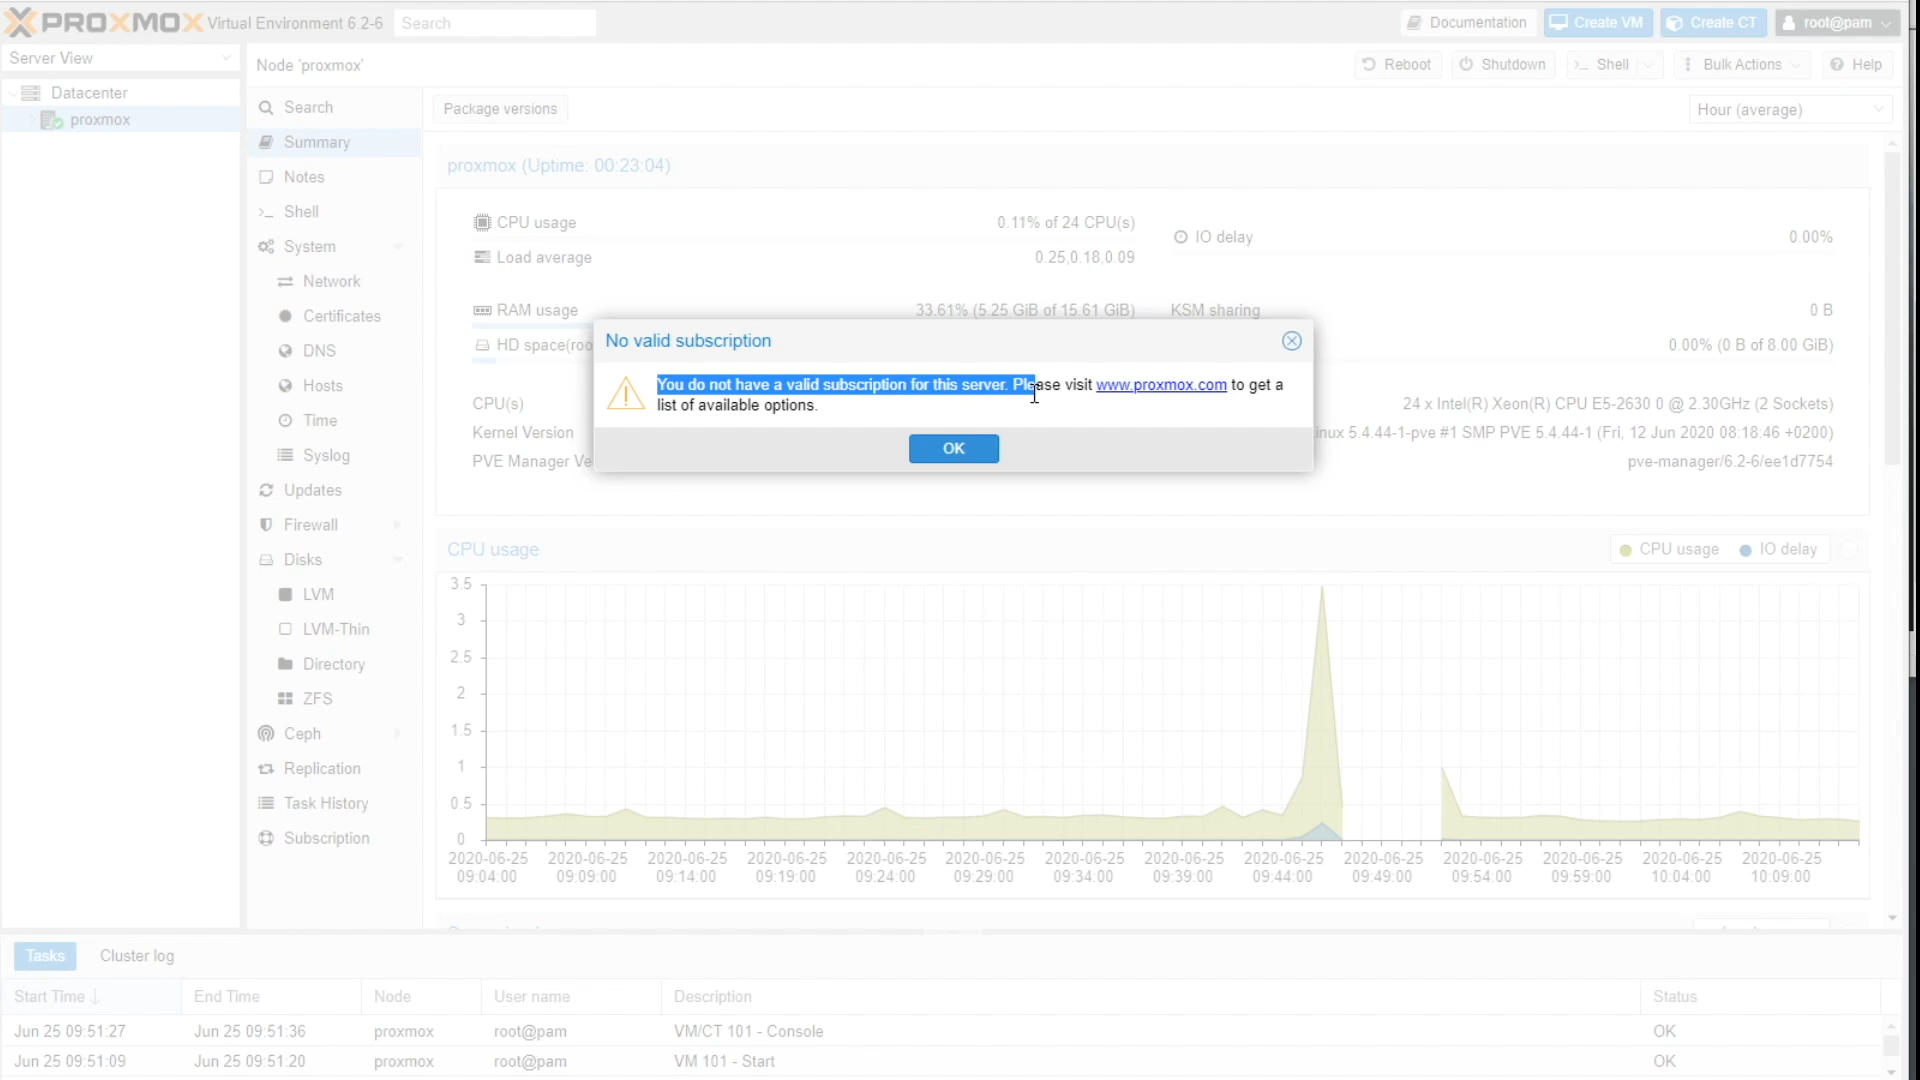 PROXMOX Virtual Environment 6.2-6 Search Documentation Create VM Create CT root@pam
Server View
Node 'proxmox' Reboot Shutdown Shell Bulk Actions Help
Datacenter
proxmox
Search
Summary
Notes
Shell
System
Network
Certificates
DNS
Hosts
Time
Syslog
Updates
Firewall
Disks
LVM
LVM-Thin
Directory
ZFS
Ceph
Replication
Task History
Subscription
Package versions Hour (average)
proxmox (Uptime: 00:23:04)
CPU usage 0.11% of 24 CPU(s)
IO delay 0.00%
Load average 0.25,0.18,0.09
RAM usage 33.61% (5.25 GiB of 15.61 GiB) KSM sharing 0 B
HD space 0.00% (0 B of 8.00 GiB)
No valid subscription
You do not have a valid subscription for this server. Please visit www.proxmox.com to get a
list of available options.
OK
CPU(s) 24 x Intel(R) Xeon(R) CPU E5-2630 0 @ 2.30GHz (2 Sockets)
Kernel Version inux 5.4.44-1-pve #1 SMP PVE 5.4.44-1 (Fri, 12 Jun 2020 08:18:46 +0200)
PVE Manager Ve pve-manager/6.2-6/ee1d7754
CPU usage CPU usage IO delay
3.5
3
2.5
2
1.5
1
0.5
0
2020-06-25 2020-06-25 2020-06-25 2020-06-25 2020-06-25 2020-06-25 2020-06-25 2020-06-25 2020-06-25 2020-06-25 2020-06-25 2020-06-25 2020-06-25 2020-06-25
09:04:00 09:09:00 09:14:00 09:19:00 09:24:00 09:29:00 09:34:00 09:39:00 09:44:00 09:49:00 09:54:00 09:59:00 10:04:00 10:09:00
Tasks Cluster log
Start Time End Time Node User name Description Status
Jun 25 09:51:27 Jun 25 09:51:36 proxmox root@pam VM/CT 101 - Console OK
Jun 25 09:51:09 Jun 25 09:51:20 proxmox root@pam VM 101 - Start OK